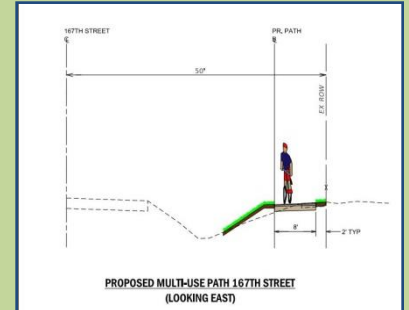 167TH STREET
℄
PR. PATH
50'
EX ROW
8'
2' TYP
PROPOSED MULTI-USE PATH 167TH STREET
(LOOKING EAST)